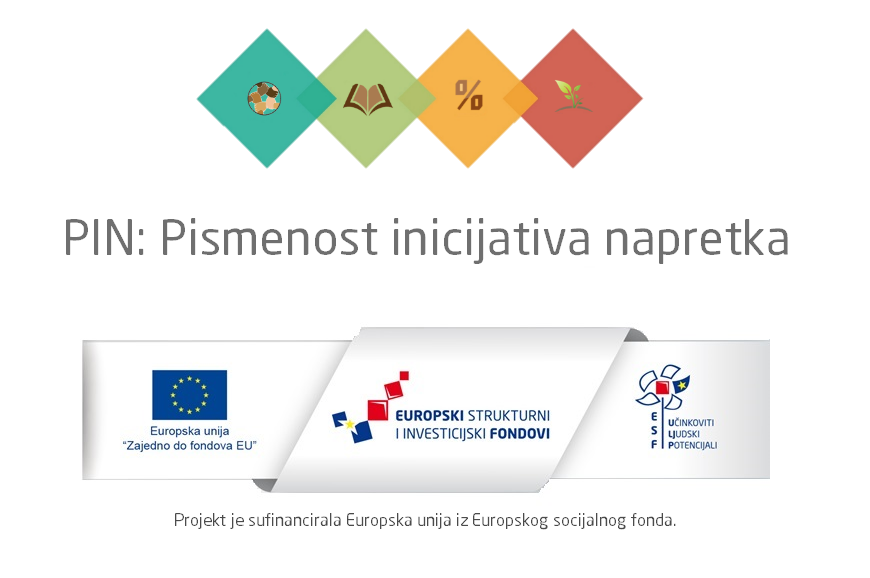 %
PIN: Pismenost inicijativa napretka
Europska unija
“Zajedno do fondova EU”
EUROPSKI STRUKTURNI
I INVESTICIJSKI FONDOVI
ESF
UČINKOVITI
LJUDSKI
POTENCIJALI
Projekt je sufinancirala Europska unija iz Europskog socijalnog fonda.